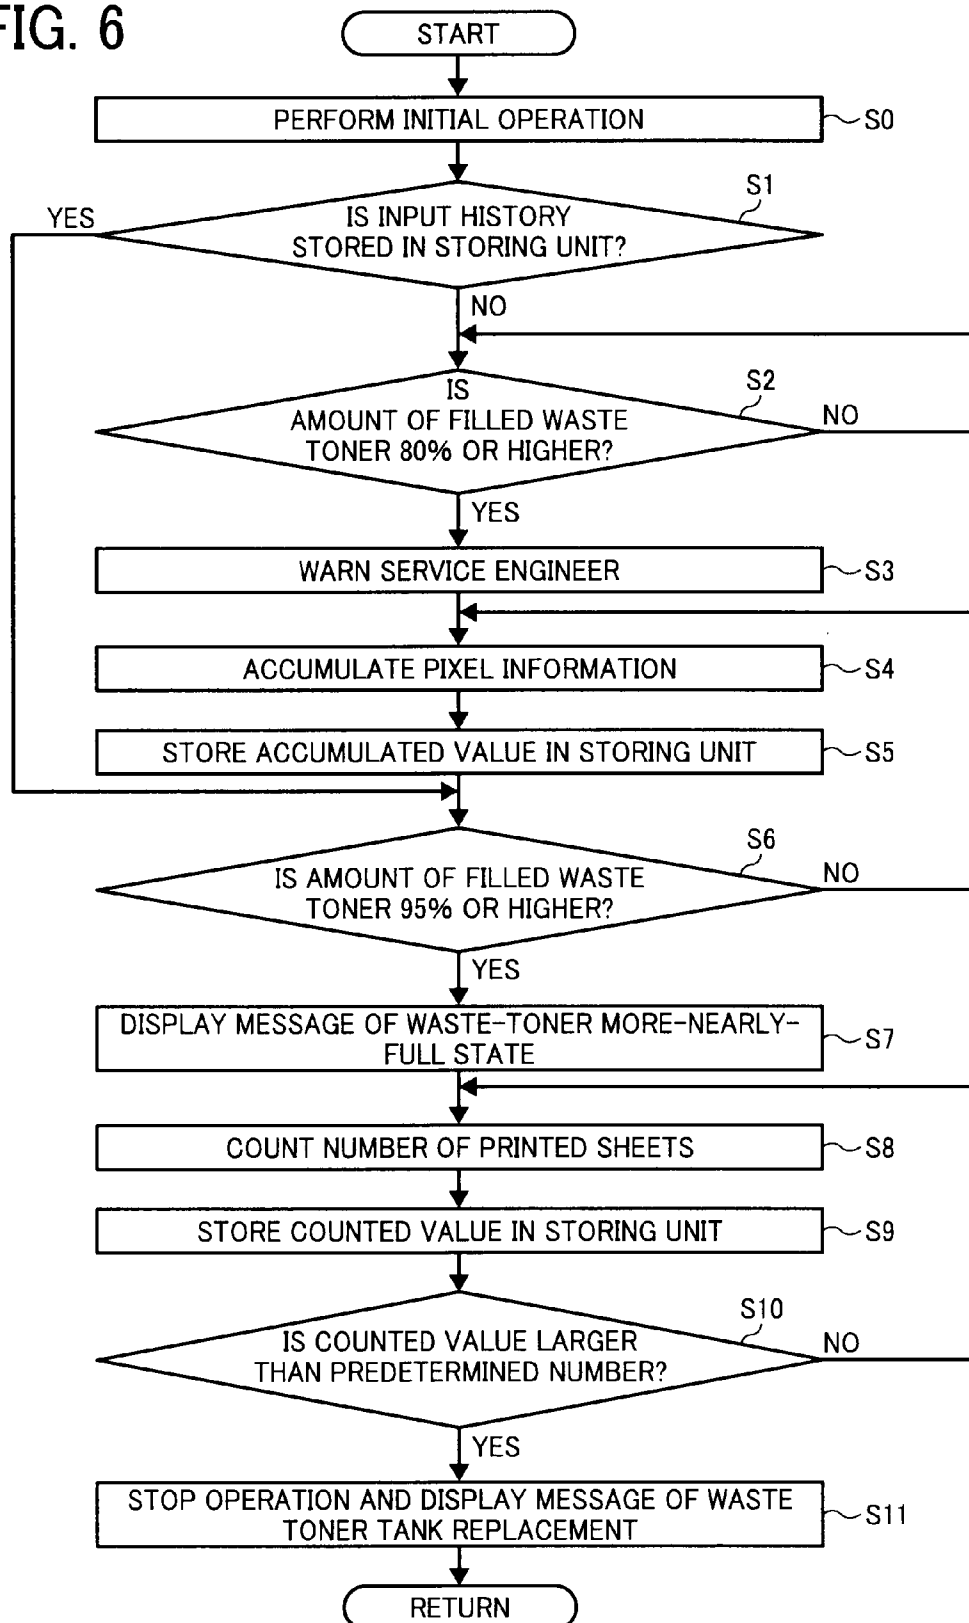 FIG. 6
START
PERFORM INITIAL OPERATION
S0
S1
YES
IS INPUT HISTORY
STORED IN STORING UNIT?
NO
S2
IS
AMOUNT OF FILLED WASTE
TONER 80% OR HIGHER?
NO
YES
WARN SERVICE ENGINEER
S3
ACCUMULATE PIXEL INFORMATION
S4
STORE ACCUMULATED VALUE IN STORING UNIT
S5
S6
IS AMOUNT OF FILLED WASTE
TONER 95% OR HIGHER?
NO
YES
DISPLAY MESSAGE OF WASTE-TONER MORE-NEARLY-
FULL STATE
S7
COUNT NUMBER OF PRINTED SHEETS
S8
STORE COUNTED VALUE IN STORING UNIT
S9
S10
IS COUNTED VALUE LARGER
THAN PREDETERMINED NUMBER?
NO
YES
STOP OPERATION AND DISPLAY MESSAGE OF WASTE
TONER TANK REPLACEMENT
S11
RETURN